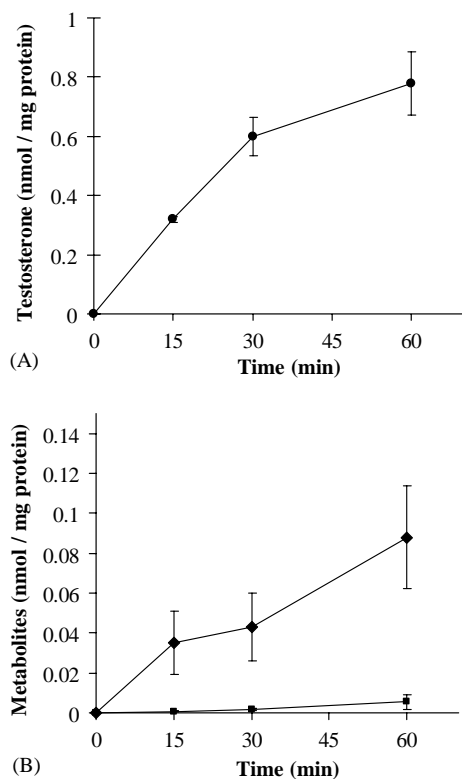 1
0.8
0.6
0.4
0.2
0
Testosterone (nmol / mg protein)
0 15 30 45 60
Time (min)
(A)
0.14
0.12
0.1
0.08
0.06
0.04
0.02
0
Metabolites (nmol / mg protein)
0 15 30 45 60
Time (min)
(B)